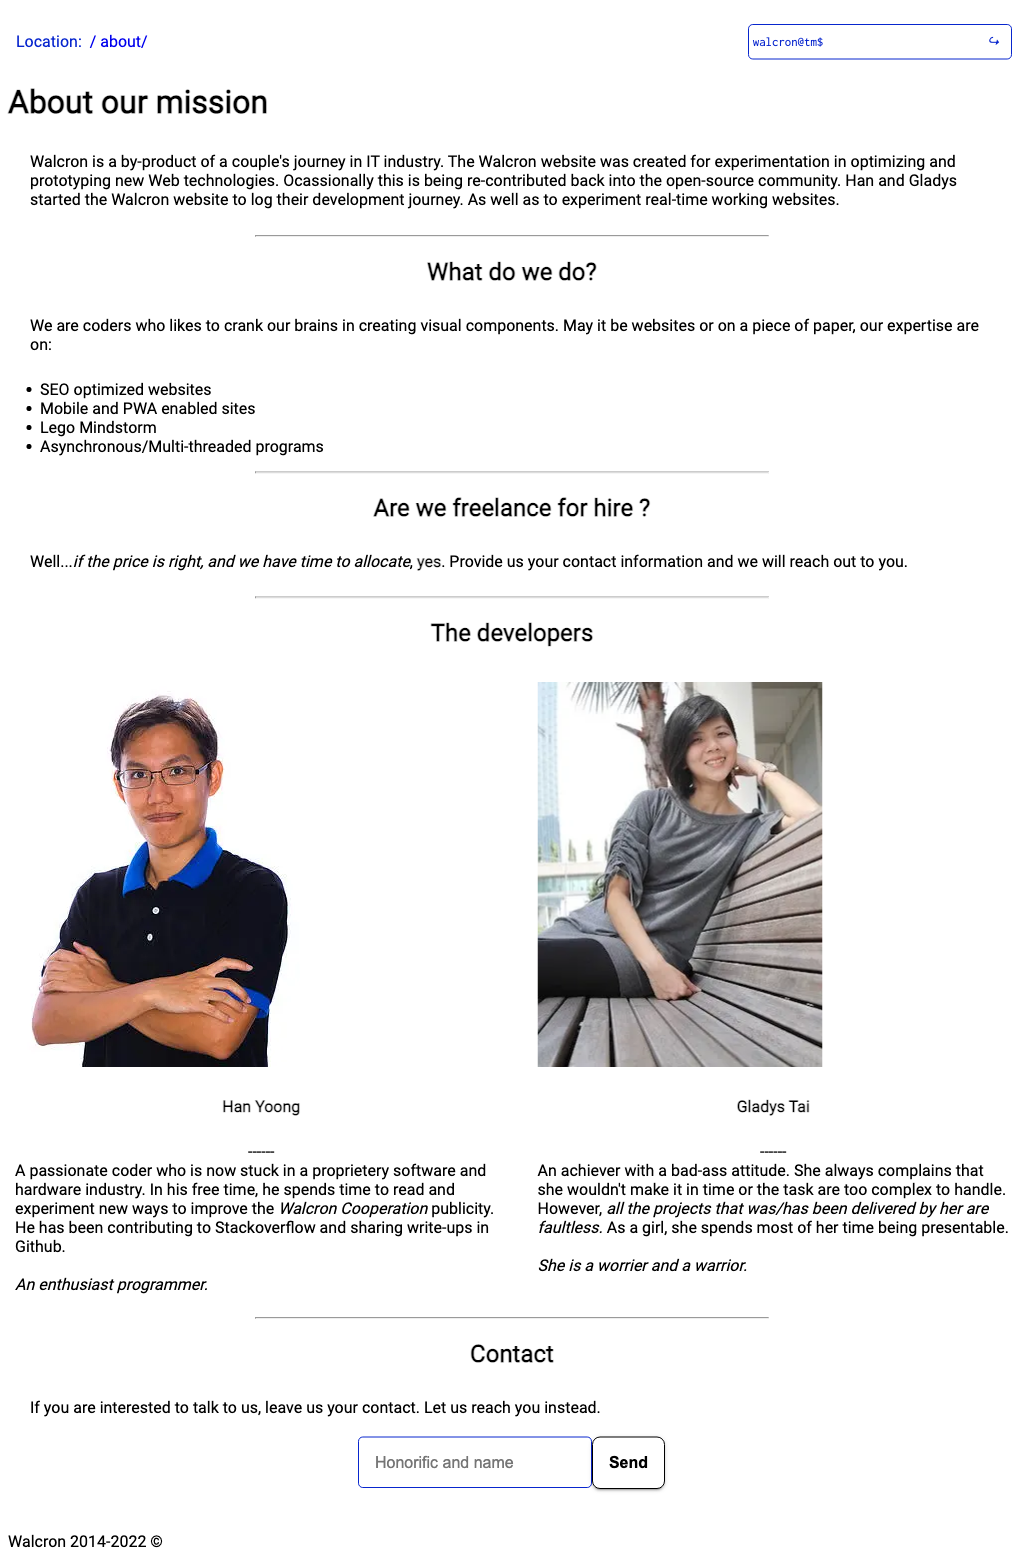 Location:  / about/
walcron@tm$
About our mission
Walcron is a by-product of a couple's journey in IT industry. The Walcron website was created for experimentation in optimizing and
prototyping new Web technologies. Ocassionally this is being re-contributed back into the open-source community. Han and Gladys
started the Walcron website to log their development journey. As well as to experiment real-time working websites.
What do we do?
We are coders who likes to crank our brains in creating visual components. May it be websites or on a piece of paper, our expertise are
on:
• SEO optimized websites
• Mobile and PWA enabled sites
• Lego Mindstorm
• Asynchronous/Multi-threaded programs
Are we freelance for hire ?
Well...if the price is right, and we have time to allocate, yes. Provide us your contact information and we will reach out to you.
The developers
Han Yoong
------
A passionate coder who is now stuck in a proprietery software and
hardware industry. In his free time, he spends time to read and
experiment new ways to improve the Walcron Cooperation publicity.
He has been contributing to Stackoverflow and sharing write-ups in
Github.
An enthusiast programmer.
Gladys Tai
------
An achiever with a bad-ass attitude. She always complains that
she wouldn't make it in time or the task are too complex to handle.
However, all the projects that was/has been delivered by her are
faultless. As a girl, she spends most of her time being presentable.
She is a worrier and a warrior.
Contact
If you are interested to talk to us, leave us your contact. Let us reach you instead.
Honorific and name
Send
Walcron 2014-2022 ©